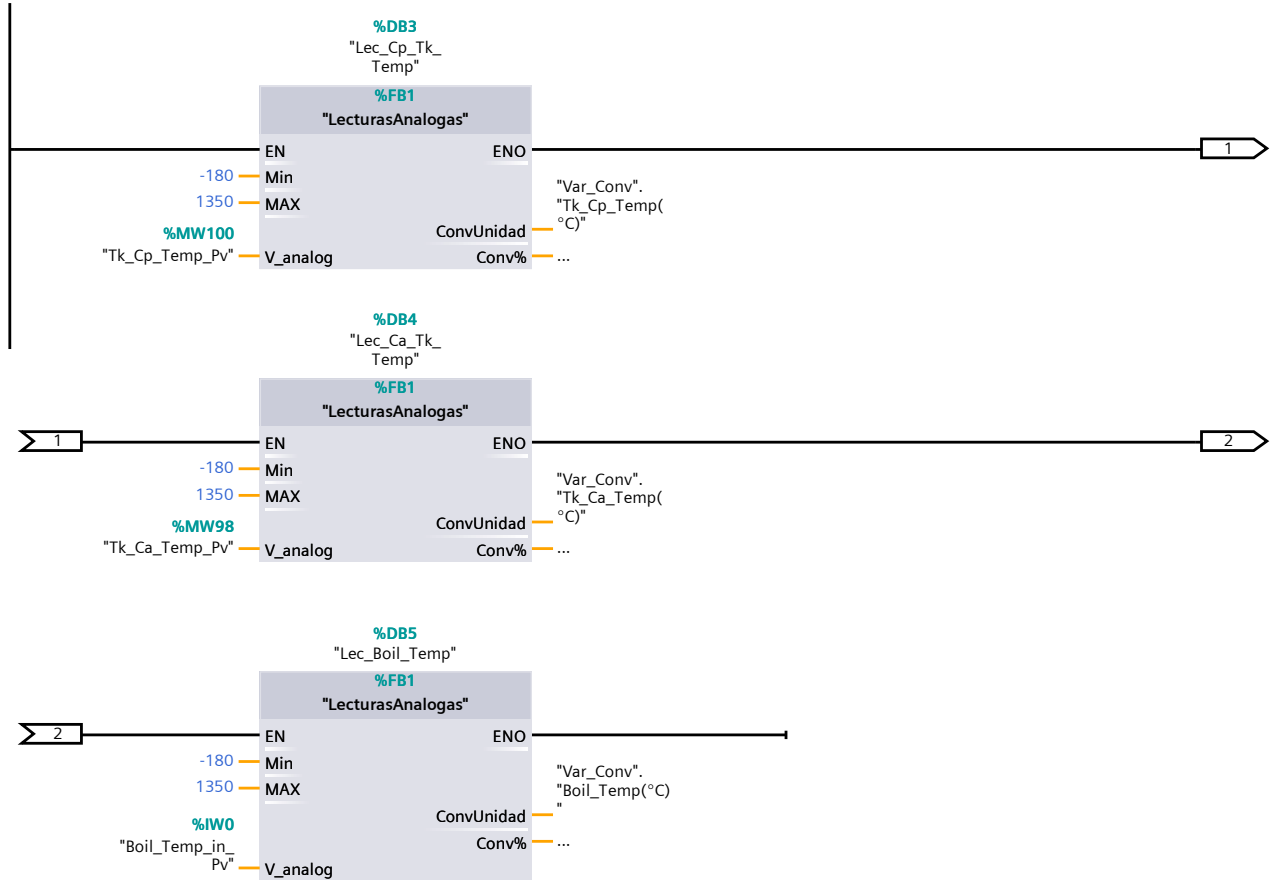 %DB3
"Lec_Cp_Tk_
Temp"
%FB1
"LecturasAnalogas"
EN
ENO
1
-180
Min
1350
MAX
"Var_Conv".
"Tk_Cp_Temp(
°C)"
%MW100
ConvUnidad
"Tk_Cp_Temp_Pv"
V_analog
Conv%
...
%DB4
"Lec_Ca_Tk_
Temp"
%FB1
"LecturasAnalogas"
1
EN
ENO
2
-180
Min
1350
MAX
"Var_Conv".
"Tk_Ca_Temp(
°C)"
%MW98
ConvUnidad
"Tk_Ca_Temp_Pv"
V_analog
Conv%
...
%DB5
"Lec_Boil_Temp"
%FB1
"LecturasAnalogas"
2
EN
ENO
-180
Min
1350
MAX
"Var_Conv".
"Boil_Temp(°C)
"
ConvUnidad
%IW0
"Boil_Temp_in_
Pv"
V_analog
Conv%
...